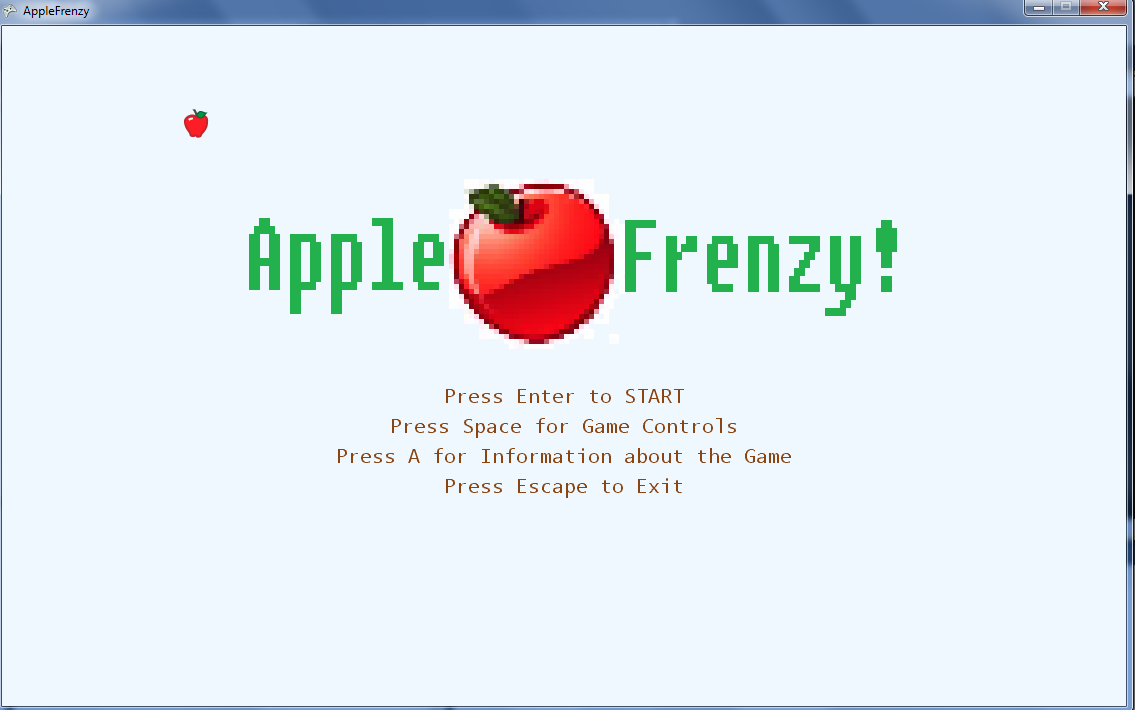 AppleFrenzy
Apple Frenzy!
Press Enter to START
Press Space for Game Controls
Press A for Information about the Game
Press Escape to Exit